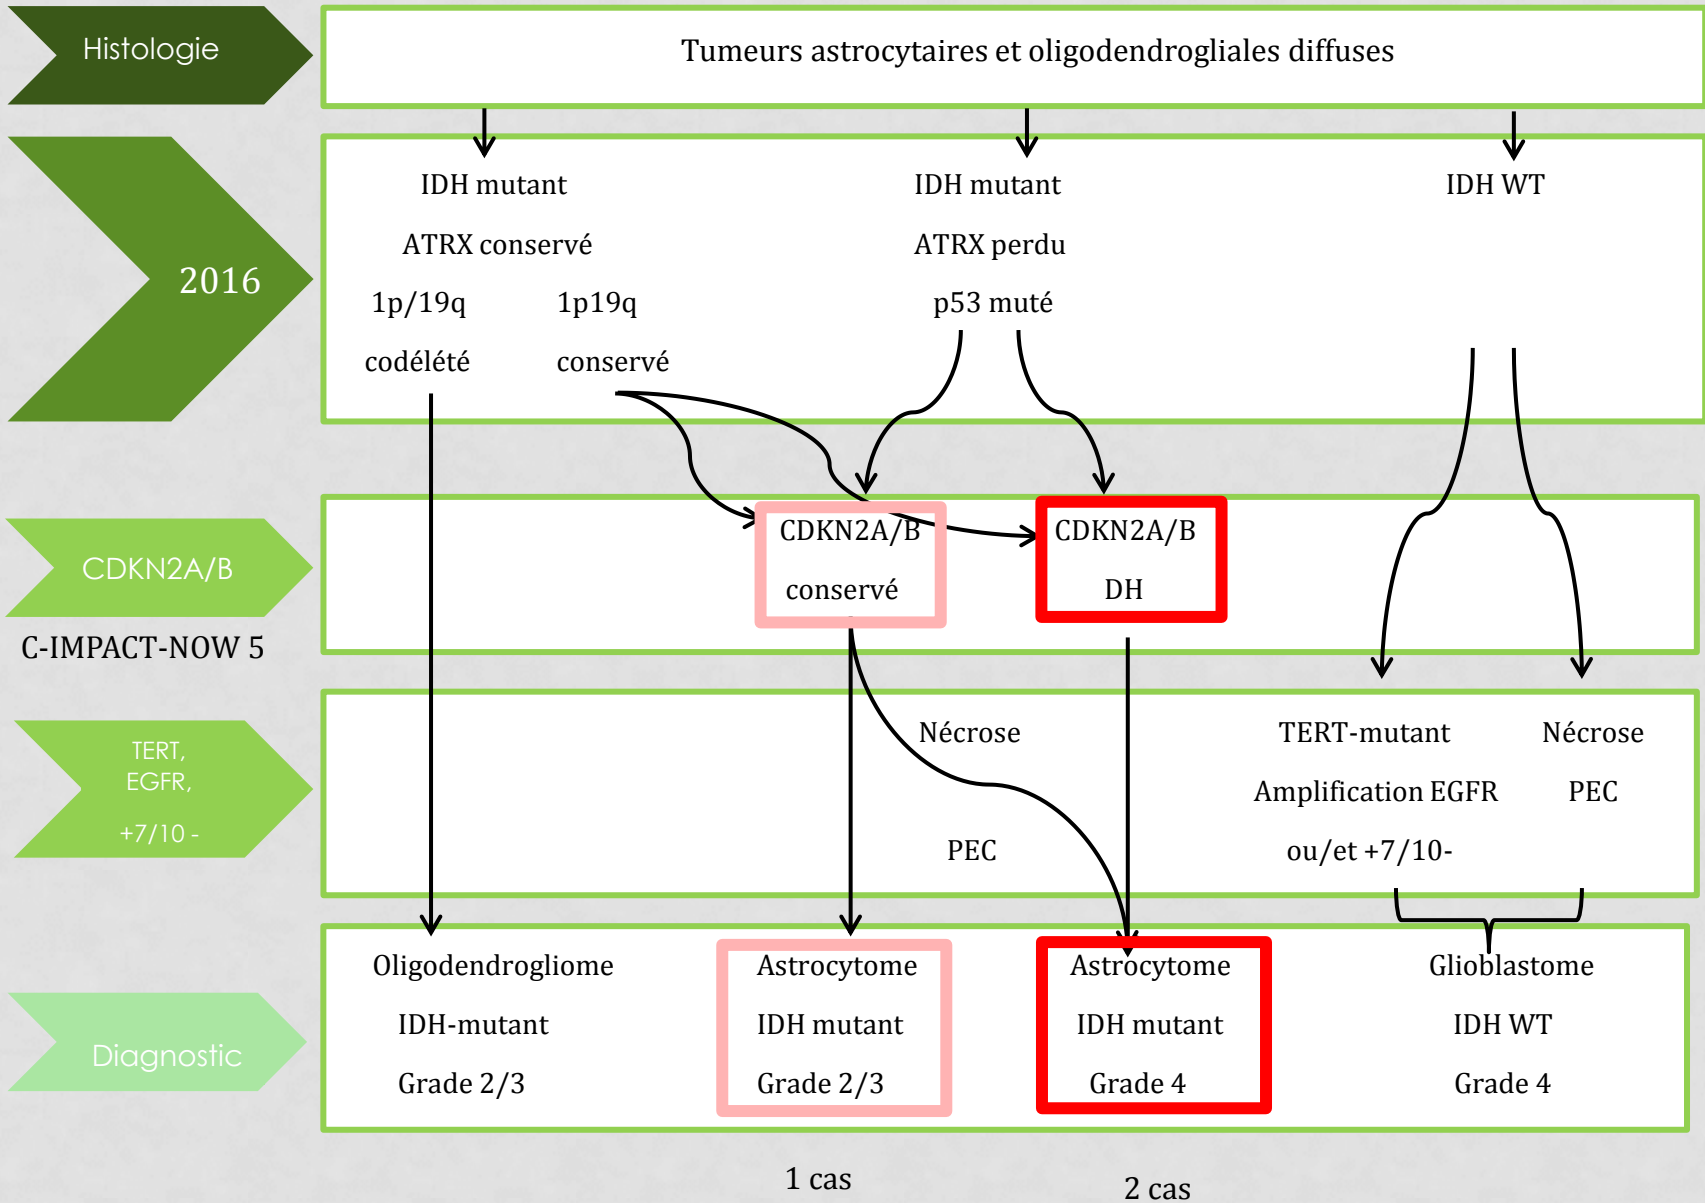 Histologie
Tumeurs astrocytaires et oligodendrogliales diffuses
2016
IDH mutant
ATRX conservé
1p/19q
codélété
1p19q
conservé
IDH mutant
ATRX perdu
p53 muté
IDH WT
CDKN2A/B
C-IMPACT-NOW 5
CDKN2A/B
conservé
CDKN2A/B
DH
TERT,
EGFR,
+7/10 -
Nécrose
PEC
TERT-mutant
Amplification EGFR
ou/et +7/10-
Nécrose
PEC
Diagnostic
Oligodendrogliome
IDH-mutant
Grade 2/3
Astrocytome
IDH mutant
Grade 2/3
Astrocytome
IDH mutant
Grade 4
Glioblastome
IDH WT
Grade 4
1 cas
2 cas